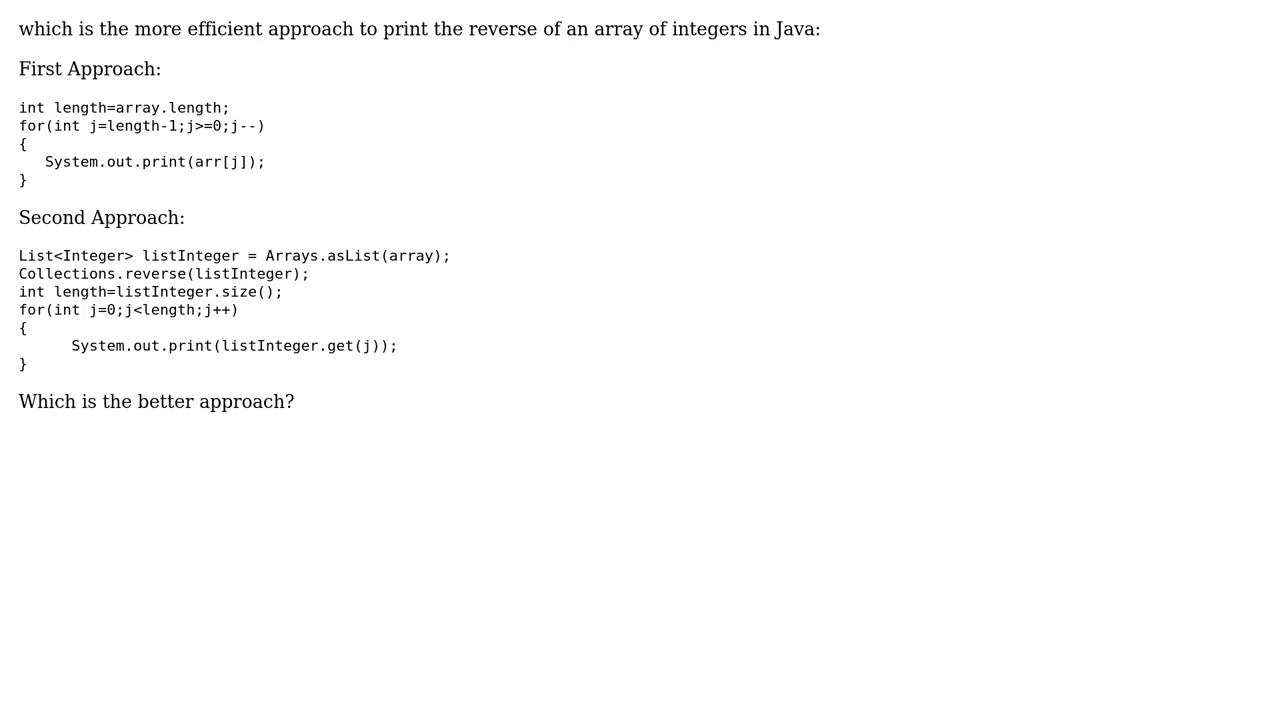 which is the more efficient approach to print the reverse of an array of integers in Java:
First Approach:
int length=array.length;
for(int j=length-1;j>=0;j--)
{
   System.out.print(arr[j]);
}
Second Approach:
List<Integer> listInteger = Arrays.asList(array);
Collections.reverse(listInteger);
int length=listInteger.size();
for(int j=0;j<length;j++)
{
      System.out.print(listInteger.get(j));
}
Which is the better approach?